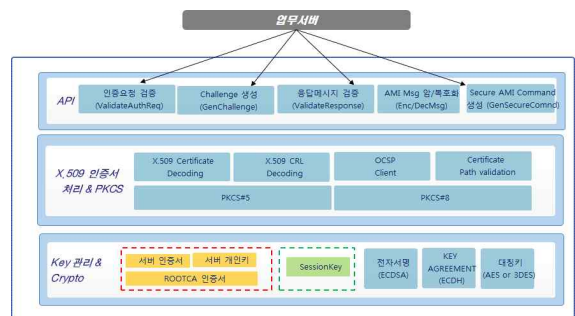 업무서버
API
인증요청 검증
(ValidateAuthReq)
Challenge 생성
(GenChallenge)
응답메시지 검증
(ValidateResponse)
AMI Msg 암/복호화
(Enc/DecMsg)
Secure AMI Command
생성 (GenSecureComnd)
X.509 인증서
처리 & PKCS
X.509 Certificate
Decoding
X.509 CRL
Decoding
OCSP
Client
Certificate
Path validation
PKCS#5
PKCS#8
Key 관리 &
Crypto
서버 인증서
서버 개인키
ROOTCA 인증서
SessionKey
전자서명
(ECDSA)
KEY
AGREEMENT
(ECDH)
대칭키
(AES or 3DES)